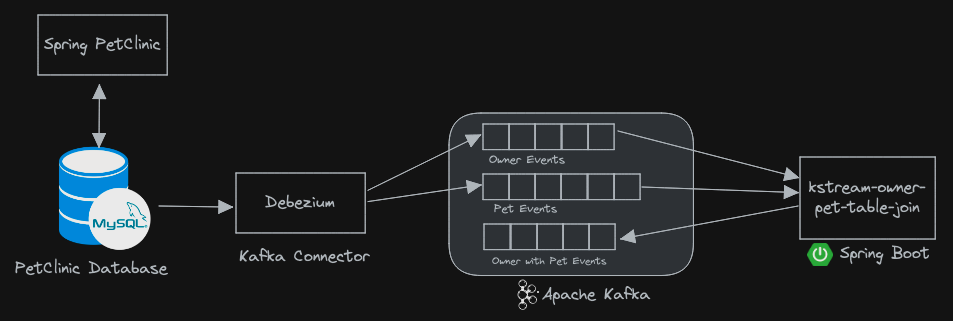 Spring PetClinic
MySQL®
PetClinic Database
Debezium
Kafka Connector
Owner Events
Pet Events
Owner with Pet Events
Apache Kafka
kstream-owner-
pet-table-join
Spring Boot